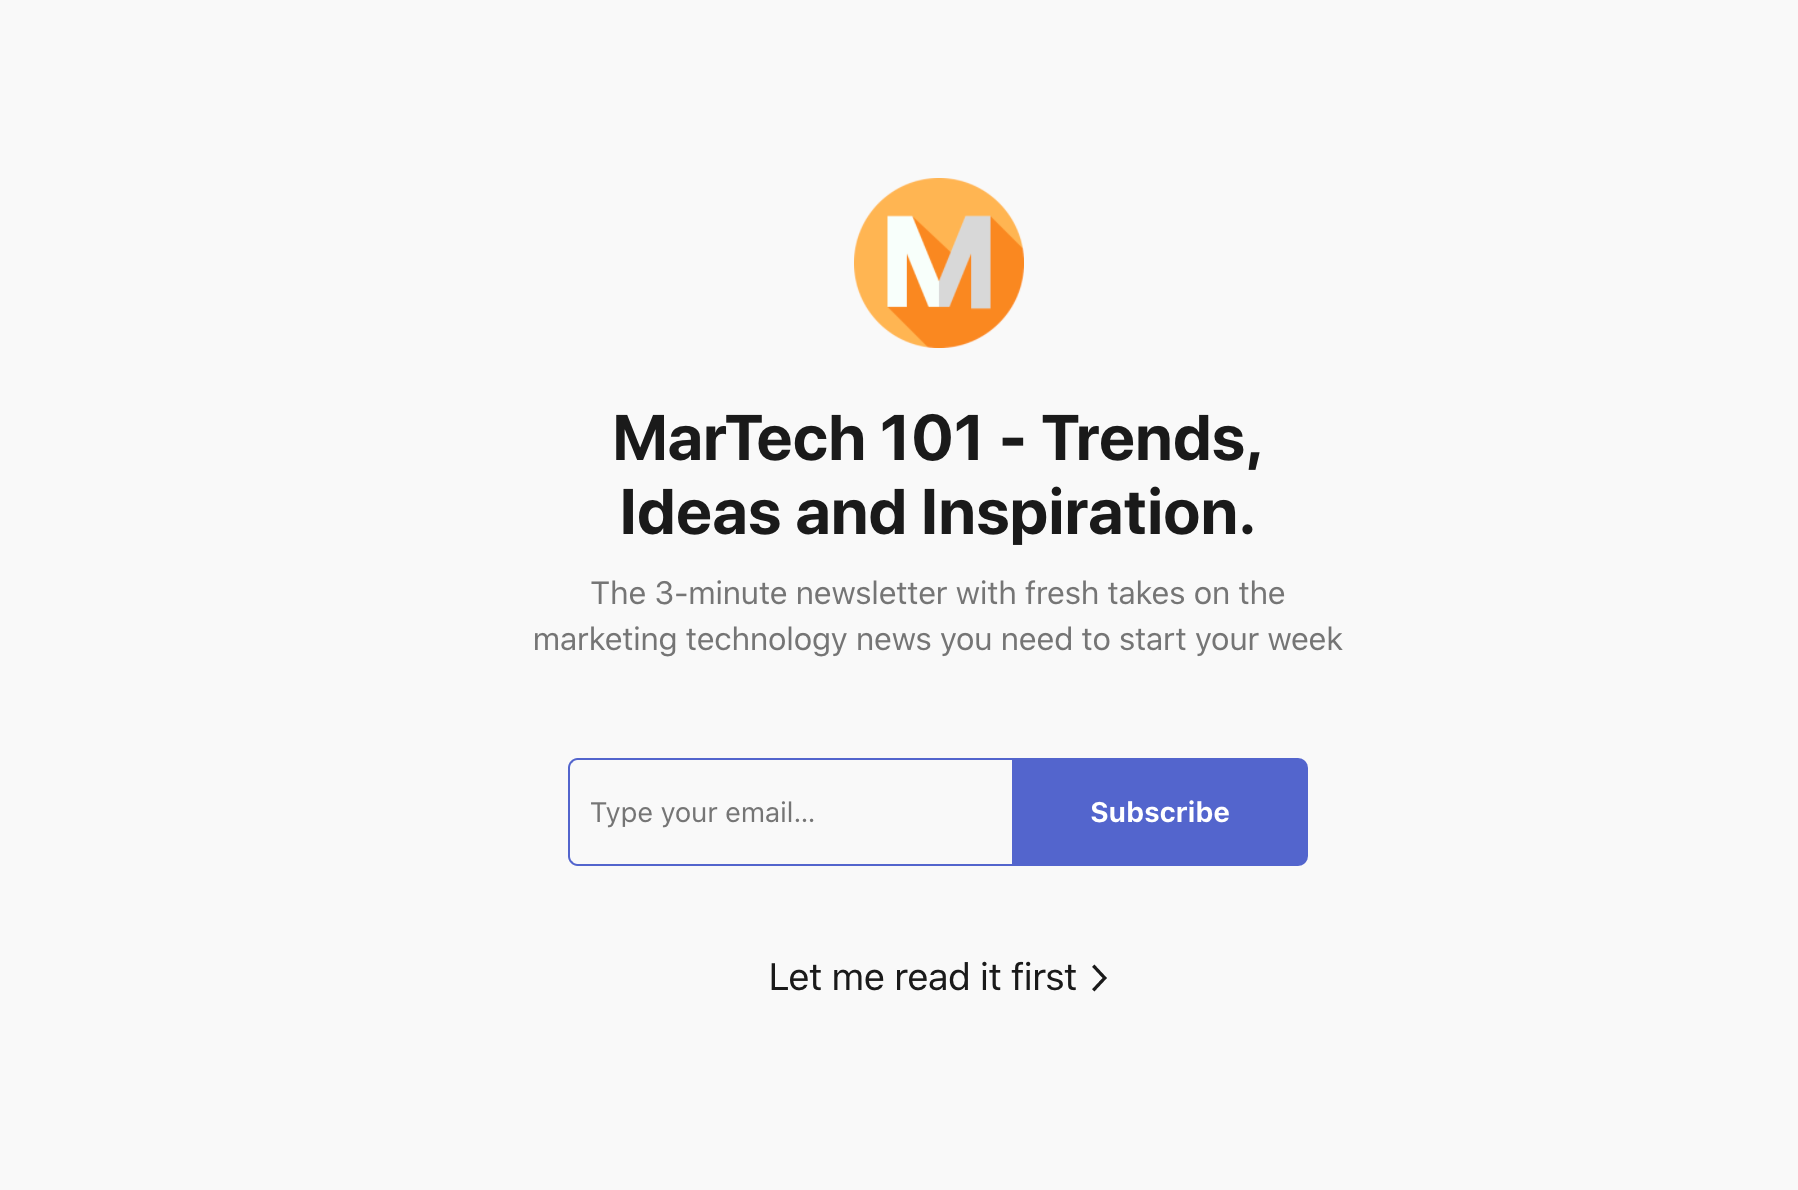 M
MarTech 101 - Trends,
Ideas and Inspiration.
The 3-minute newsletter with fresh takes on the
marketing technology news you need to start your week
Type your email...
Subscribe
Let me read it first